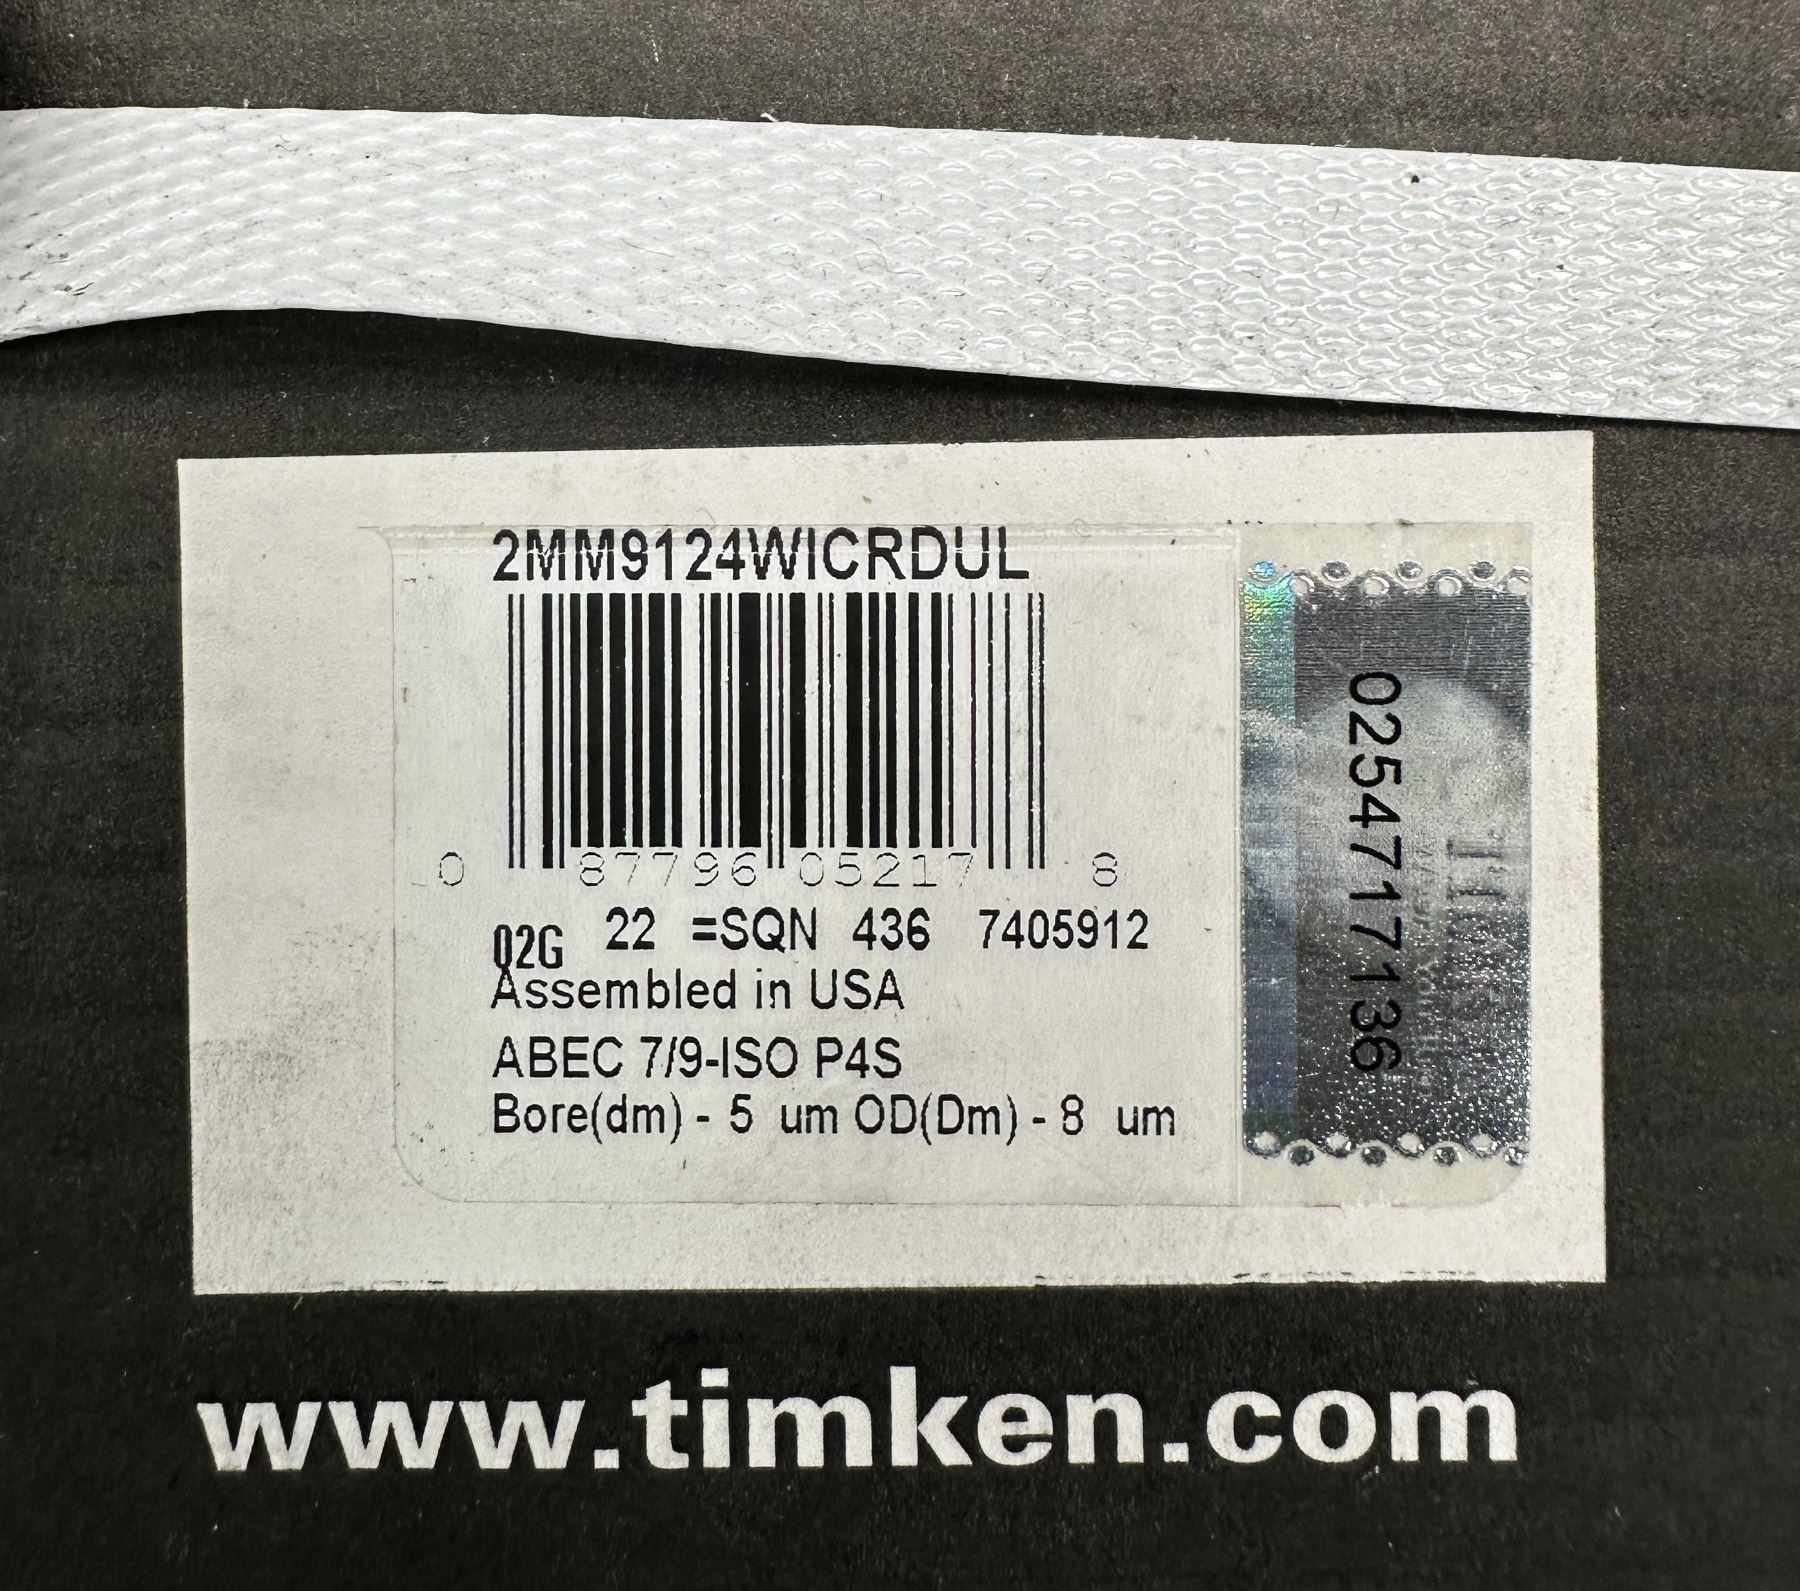 2MM9124WICRDUL
0 87796 05217 8
02G 22 =SQN 436 7405912
Assembled in USA
ABEC 7/9-ISO P4S
Bore(dm) - 5 um OD(Dm) - 8 um
02547171136
www.timken.com